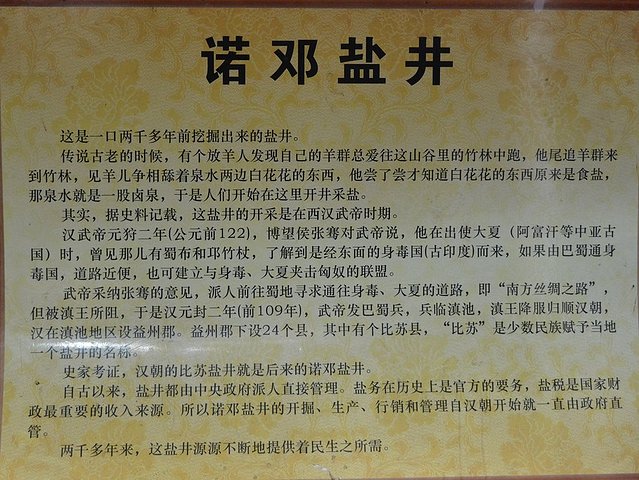 诺邓盐井
这是一口两千多年前挖掘出来的盐井。
传说古老的时候，有个放羊人发现自己的羊群总爱往这山谷里的竹林中跑，他尾追羊群来
到竹林，见羊儿争相舔着泉水两边白花花的东西，他尝了尝才知道白花花的东西原来是食盐，
那泉水就是一股卤泉，于是人们开始在这里开井采盐。
其实，据史料记载，这盐井的开采是在西汉武帝时期。
汉武帝元狩二年(公元前122)，博望侯张骞对武帝说，他在出使大夏（阿富汗等中亚古
国）时，曾见那儿有蜀布和邛竹杖，了解到是经东面的身毒国(古印度)而来，如果由巴蜀通身
毒国，道路近便，也可建立与身毒、大夏夹击匈奴的联盟。
武帝采纳张骞的意见，派人前往蜀地寻求通往身毒、大夏的道路，即“南方丝绸之路”，
但被滇王所阻，于是汉元封二年(前109年)，武帝发巴蜀兵，兵临滇池，滇王降服归顺汉朝，
汉在滇池地区设益州郡。益州郡下设24个县，其中有个比苏县，“比苏”是少数民族赋予当地
一个盐井的名称。
史家考证，汉朝的比苏盐井就是后来的诺邓盐井。
自古以来，盐井都由中央政府派人直接管理。盐务在历史上是官方的要务，盐税是国家财
政最重要的收入来源。所以诺邓盐井的开掘、生产、行销和管理自汉朝开始就一直由政府直
管。
两千多年来，这盐井源源不断地提供着民生之所需。